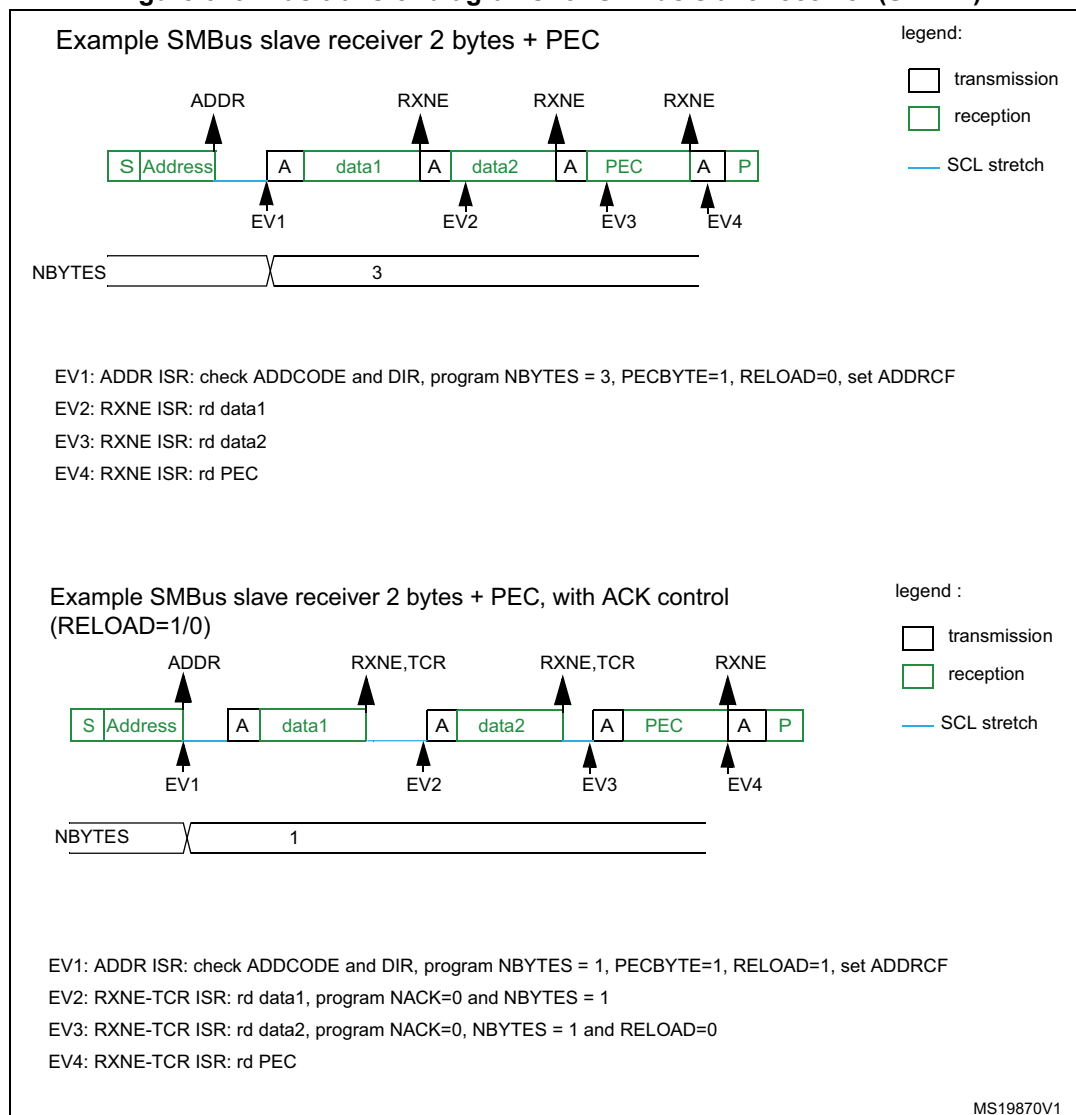 Example SMBus slave receiver 2 bytes + PEC
legend:
transmission
reception
SCL stretch
ADDR RXNE RXNE RXNE
S Address A data1 A data2 A PEC A P
EV1 EV2 EV3 EV4
NBYTES 3
EV1: ADDR ISR: check ADDCODE and DIR, program NBYTES = 3, PECBYTE=1, RELOAD=0, set ADDRCF
EV2: RXNE ISR: rd data1
EV3: RXNE ISR: rd data2
EV4: RXNE ISR: rd PEC
Example SMBus slave receiver 2 bytes + PEC, with ACK control
(RELOAD=1/0)
legend :
transmission
reception
SCL stretch
ADDR RXNE,TCR RXNE,TCR RXNE
S Address A data1 A data2 A PEC A P
EV1 EV2 EV3 EV4
NBYTES 1
EV1: ADDR ISR: check ADDCODE and DIR, program NBYTES = 1, PECBYTE=1, RELOAD=1, set ADDRCF
EV2: RXNE-TCR ISR: rd data1, program NACK=0 and NBYTES = 1
EV3: RXNE-TCR ISR: rd data2, program NACK=0, NBYTES = 1 and RELOAD=0
EV4: RXNE-TCR ISR: rd PEC
MS19870V1